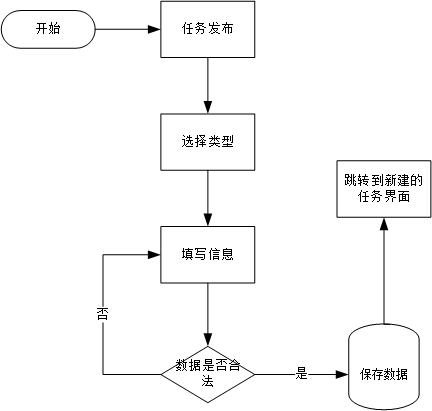 开始
任务发布
选择类型
跳转到新建的
任务界面
填写信息
否
数据是否合
法
是
保存数据